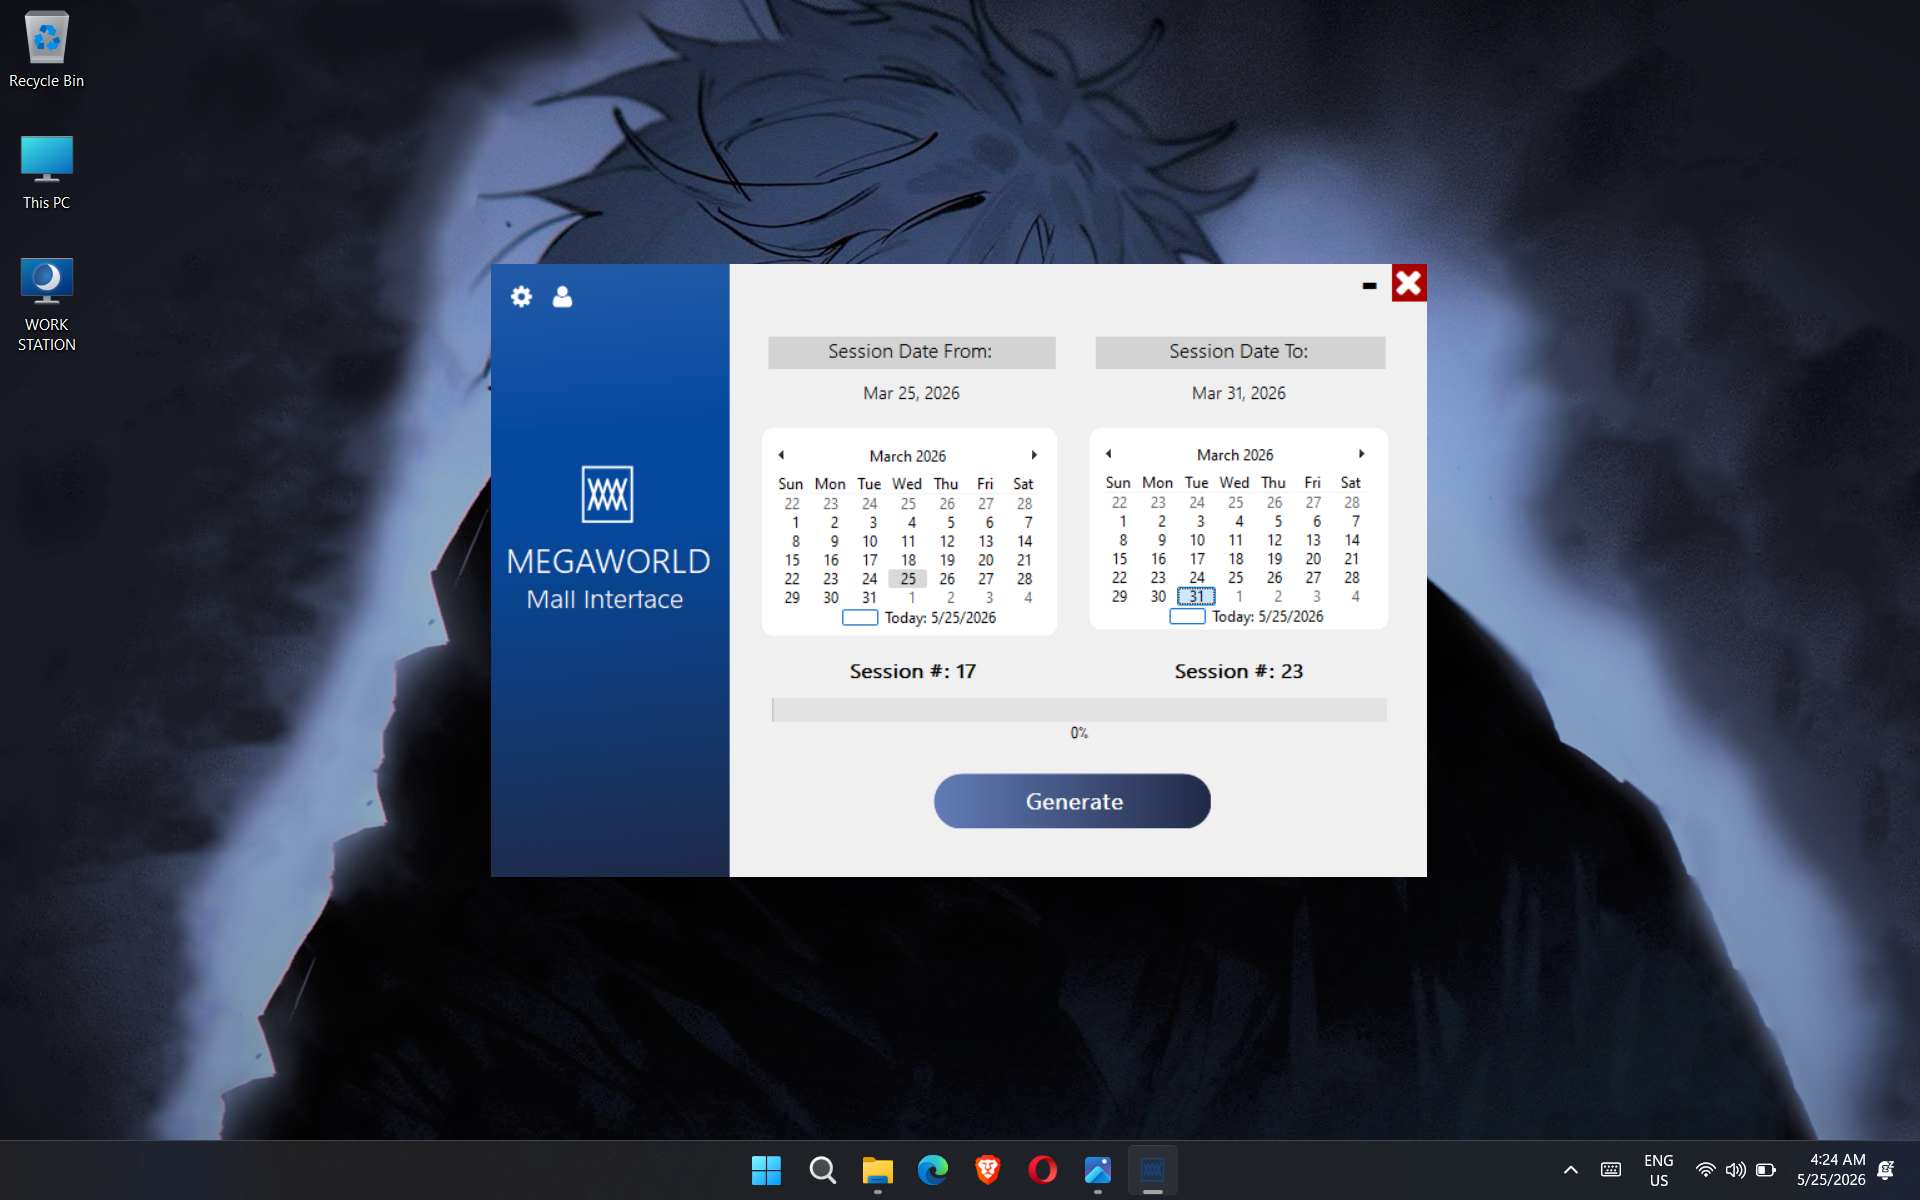 Recycle Bin
This PC
WORK
STATION
MEGAWORLD
Mall Interface
Session Date From:
Mar 25, 2026
March 2026
Sun Mon Tue Wed Thu Fri Sat
22 23 24 25 26 27 28
1 2 3 4 5 6 7
8 9 10 11 12 13 14
15 16 17 18 19 20 21
22 23 24 25 26 27 28
29 30 31 1 2 3 4
Today: 5/25/2026
Session #: 17
Session Date To:
Mar 31, 2026
March 2026
Sun Mon Tue Wed Thu Fri Sat
22 23 24 25 26 27 28
1 2 3 4 5 6 7
8 9 10 11 12 13 14
15 16 17 18 19 20 21
22 23 24 25 26 27 28
29 30 31 1 2 3 4
Today: 5/25/2026
Session #: 23
0%
Generate
ENG
US
4:24 AM
5/25/2026